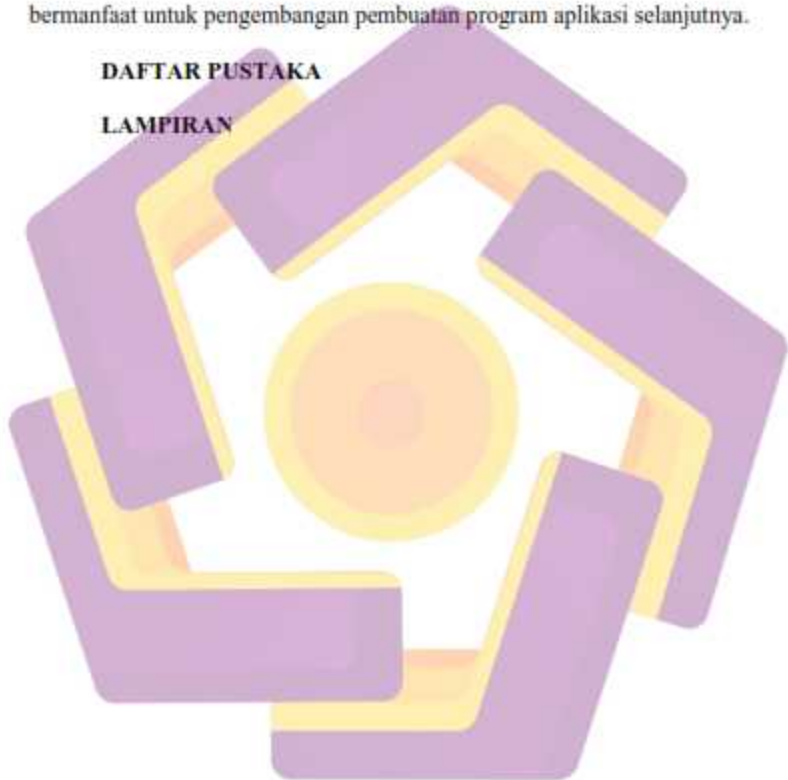 bermanfaat untuk pengembangan pembuatan program aplikasi selanjutnya.
DAFTAR PUSTAKA
LAMPIRAN